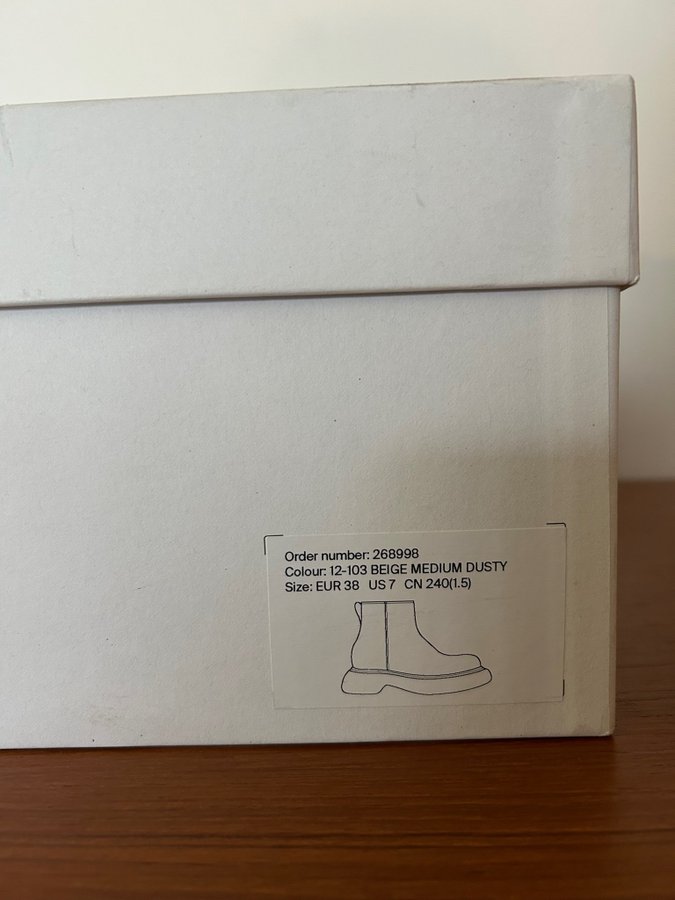 Order number: 268998
Colour: 12-103 BEIGE MEDIUM DUSTY
Size: EUR 38 US 7 CN 240(1.5)